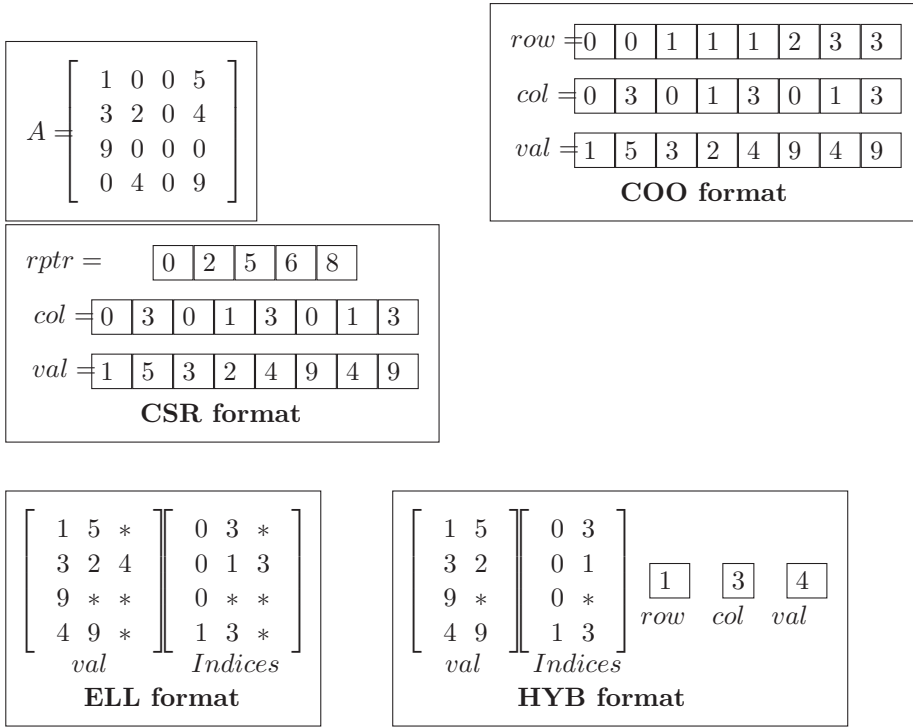 A = 1 0 0 5
3 2 0 4
9 0 0 0
0 4 0 9
row = 0 0 1 1 1 2 3 3
col = 0 3 0 1 3 0 1 3
val = 1 5 3 2 4 9 4 9
COO format
rptr = 0 2 5 6 8
col = 0 3 0 1 3 0 1 3
val = 1 5 3 2 4 9 4 9
CSR format
1 5 * 0 3 *
3 2 4 0 1 3
9 * * 0 * *
4 9 * 1 3 *
val Indices
ELL format
1 5 0 3
3 2 0 1
9 * 0 *
4 9 1 3
val Indices
1 3 4
row col val
HYB format